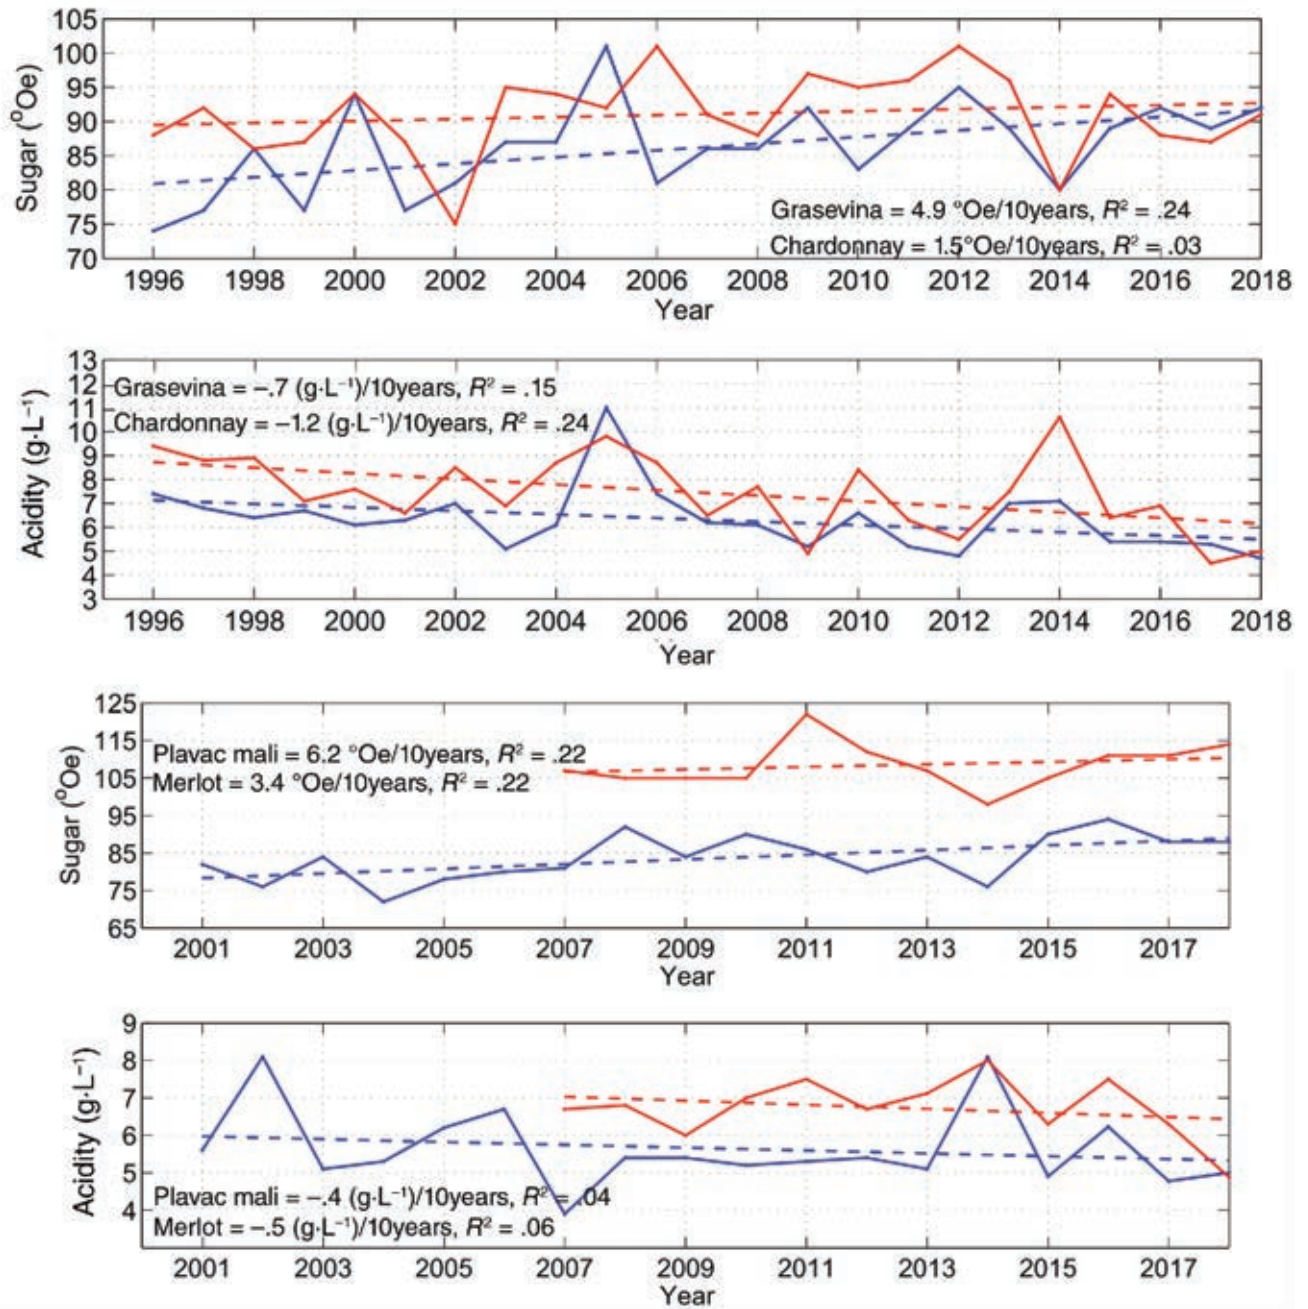 105
100
95
90
85
80
75
70
Sugar (°Oe)
Grasevina = 4.9 °Oe/10years, R² = .24
Chardonnay = 1.5°Oe/10years, R² = .03
1996 1998 2000 2002 2004 2006 2008 2010 2012 2014 2016 2018
Year
13
12
11
10
9
8
7
6
5
4
3
Acidity (g·L⁻¹)
Grasevina = –.7 (g·L⁻¹)/10years, R² = .15
Chardonnay = –1.2 (g·L⁻¹)/10years, R² = .24
1996 1998 2000 2002 2004 2006 2008 2010 2012 2014 2016 2018
Year
125
115
105
95
85
75
65
Sugar (°Oe)
Plavac mali = 6.2 °Oe/10years, R² = .22
Merlot = 3.4 °Oe/10years, R² = .22
2001 2003 2005 2007 2009 2011 2013 2015 2017
Year
9
8
7
6
5
4
Acidity (g·L⁻¹)
Plavac mali = –.4 (g·L⁻¹)/10years, R² = .04
Merlot = –.5 (g·L⁻¹)/10years, R² = .06
2001 2003 2005 2007 2009 2011 2013 2015 2017
Year